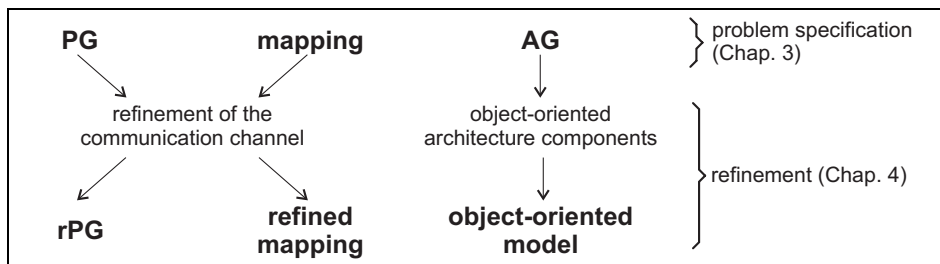 PG
mapping
AG
problem specification
(Chap. 3)
refinement of the
communication channel
object-oriented
architecture components
refinement (Chap. 4)
rPG
refined
mapping
object-oriented
model